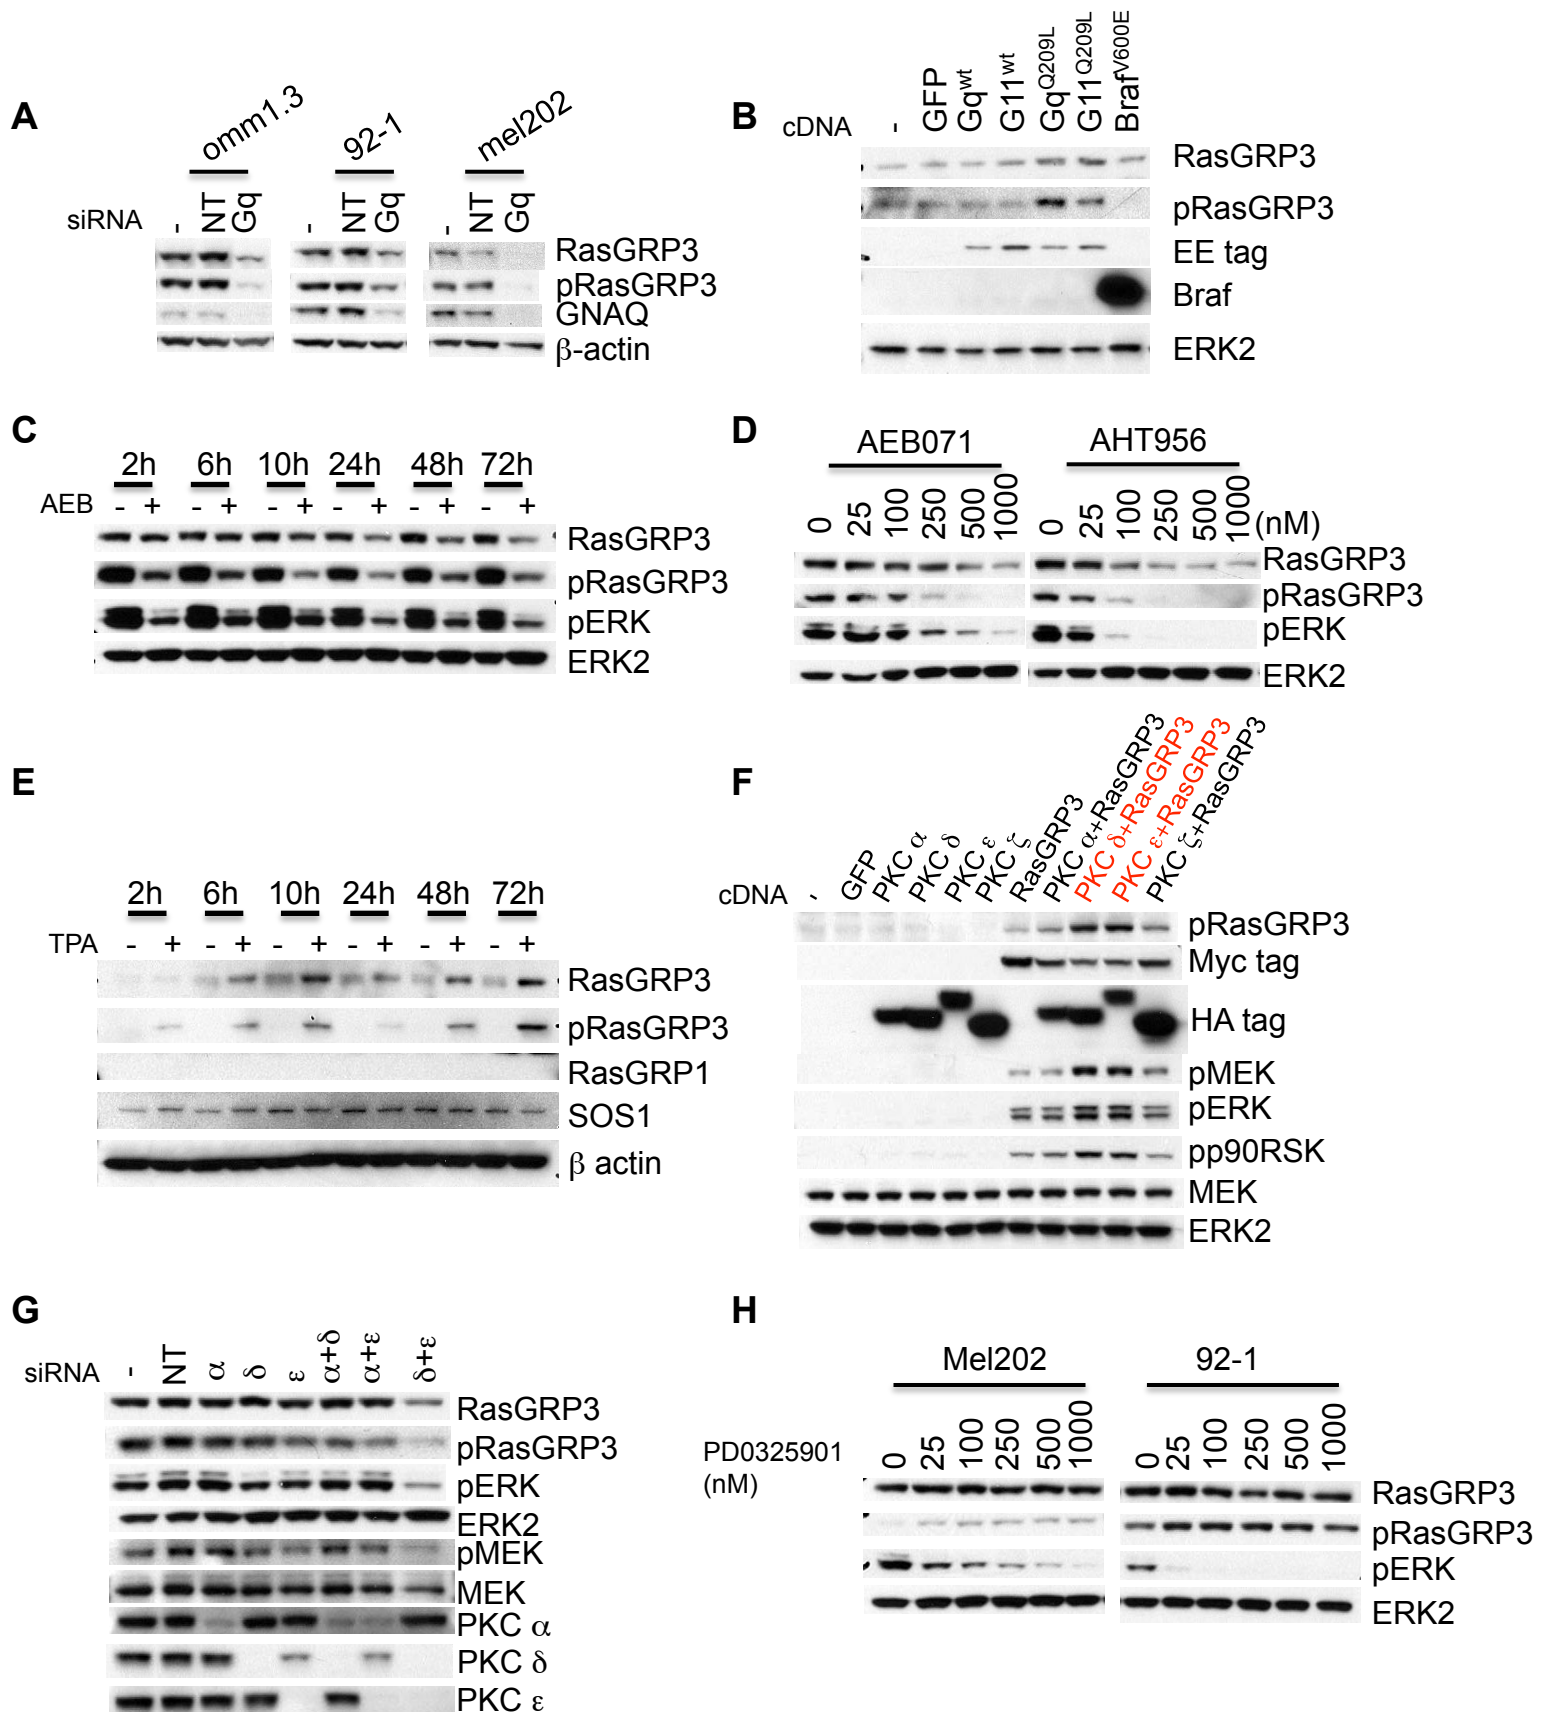 A
omm1.3 92-1 mel202
siRNA - NT Gq - NT Gq - NT Gq
RasGRP3
pRasGRP3
GNAQ
β-actin
B
cDNA - GFP Gqwt G11wt GqQ209L G11Q209L BrafV600E
RasGRP3
pRasGRP3
EE tag
Braf
ERK2
C
2h 6h 10h 24h 48h 72h
AEB - + - + - + - + - + - +
RasGRP3
pRasGRP3
pERK
ERK2
D
AEB071 AHT956
0 25 100 250 500 1000 0 25 100 250 500 1000 (nM)
RasGRP3
pRasGRP3
pERK
ERK2
E
2h 6h 10h 24h 48h 72h
TPA - + - + - + - + - + - +
RasGRP3
pRasGRP3
RasGRP1
SOS1
β actin
F
cDNA - GFP PKC α PKC δ PKC ε PKC ζ RasGRP3 PKC α+RasGRP3 PKC δ+RasGRP3 PKC ε+RasGRP3 PKC ζ+RasGRP3
pRasGRP3
Myc tag
HA tag
pMEK
pERK
pp90RSK
MEK
ERK2
G
siRNA - NT α δ ε α+δ α+ε δ+ε
RasGRP3
pRasGRP3
pERK
ERK2
pMEK
MEK
PKC α
PKC δ
PKC ε
H
Mel202 92-1
PD0325901
(nM)
0 25 100 250 500 1000 0 25 100 250 500 1000
RasGRP3
pRasGRP3
pERK
ERK2